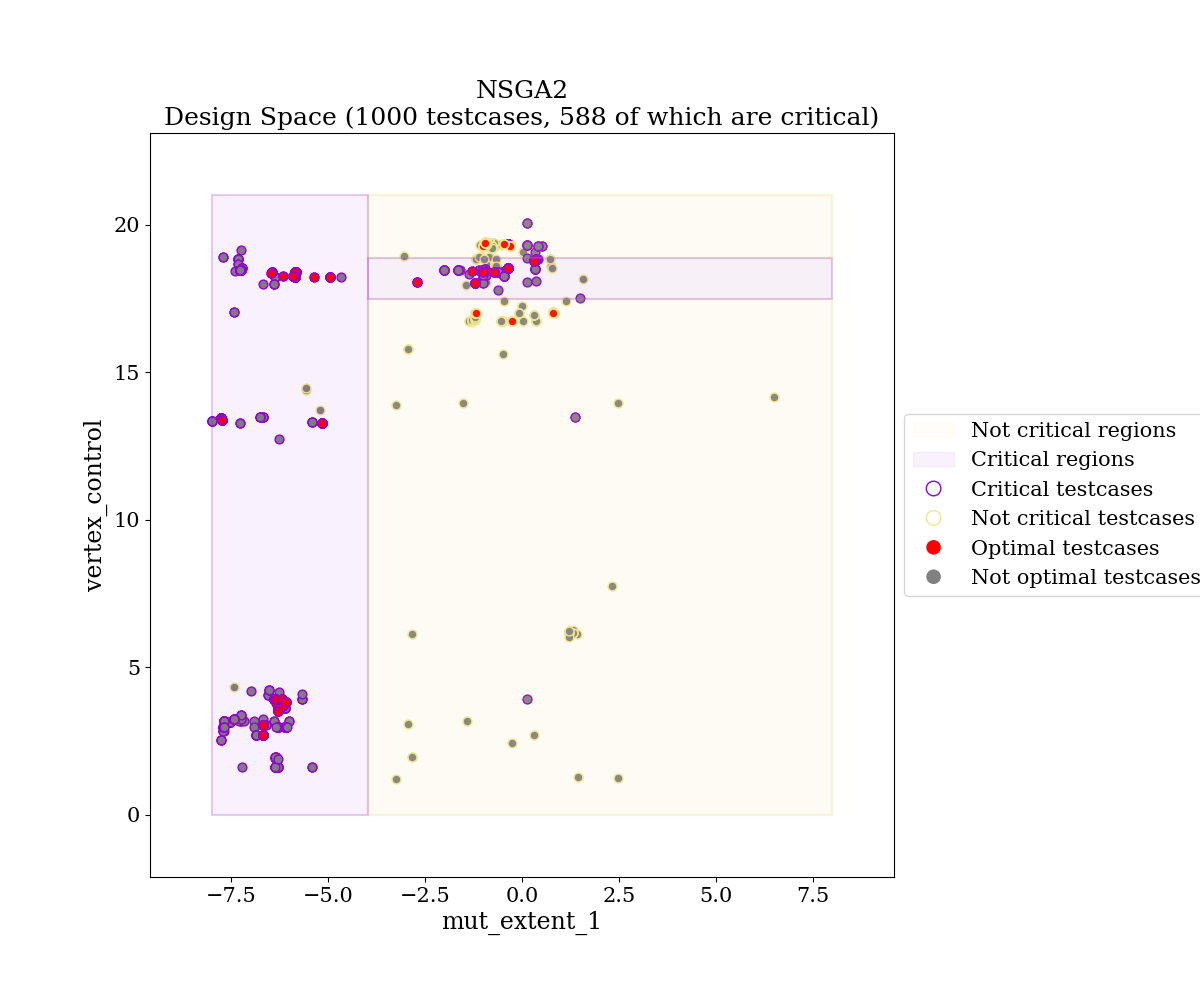 NSGA2
Design Space (1000 testcases, 588 of which are critical)
20
15
10
5
0
vertex_control
−7.5
−5.0
−2.5
0.0
2.5
5.0
7.5
mut_extent_1
Not critical regions
Critical regions
Critical testcases
Not critical testcases
Optimal testcases
Not optimal testcases